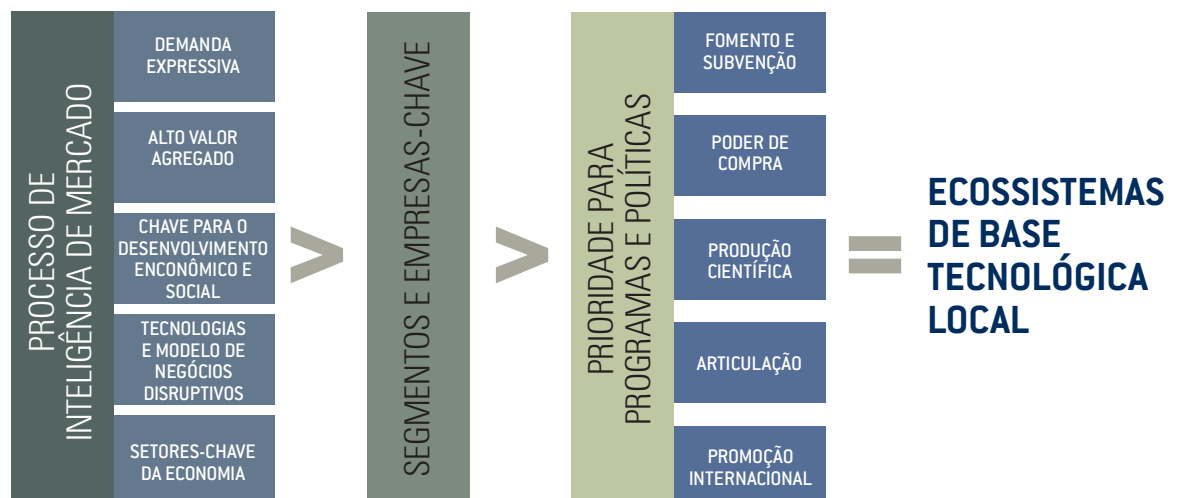 PROCESSO DE
INTELIGÊNCIA DE MERCADO
DEMANDA
EXPRESSIVA
ALTO VALOR
AGREGADO
CHAVE PARA O
DESENVOLVIMENTO
ENCONÔMICO E
SOCIAL
TECNOLOGIAS
E MODELO DE
NEGÓCIOS
DISRUPTIVOS
SETORES-CHAVE
DA ECONOMIA
>
SEGMENTOS E EMPRESAS-CHAVE
>
PRIORIDADE PARA
PROGRAMAS E POLÍTICAS
FOMENTO E
SUBVENÇÃO
PODER DE
COMPRA
PRODUÇÃO
CIENTÍFICA
ARTICULAÇÃO
PROMOÇÃO
INTERNACIONAL
=
ECOSSISTEMAS
DE BASE
TECNOLÓGICA
LOCAL